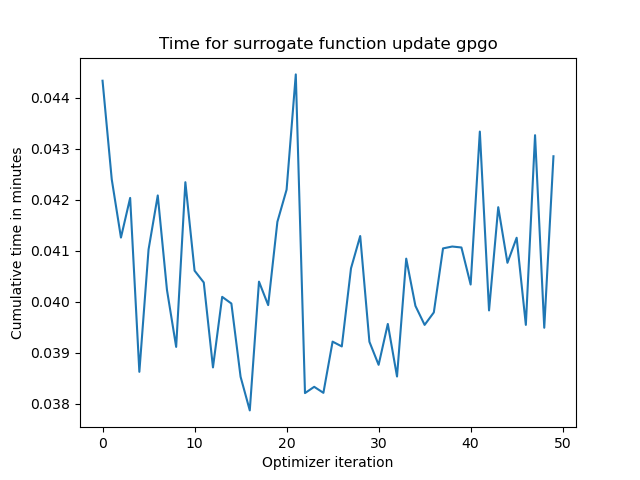 Time for surrogate function update gpgo
0.044
0.043
0.042
0.041
0.040
0.039
0.038
Cumulative time in minutes
0 10 20 30 40 50
Optimizer iteration